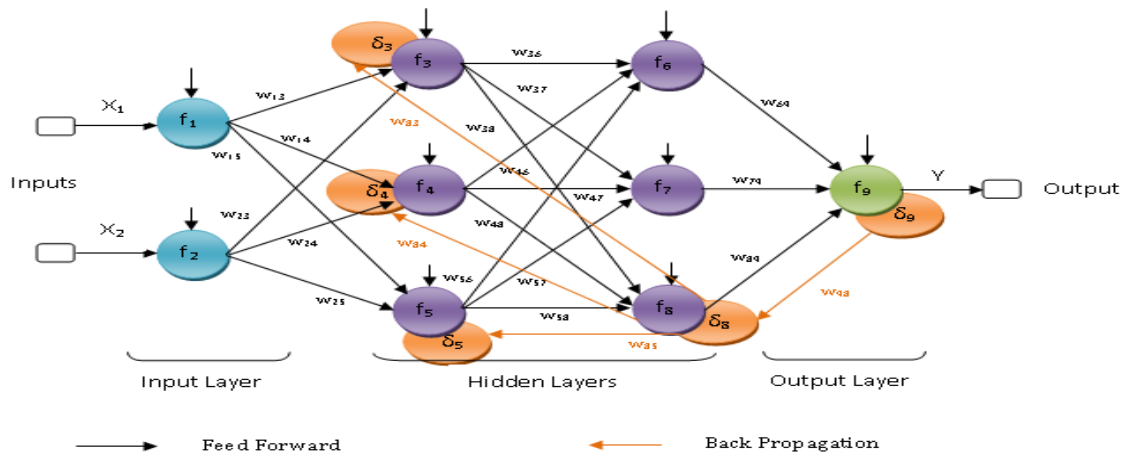 δ₃
f₃
w₃₆
f₆
X₁
w₁₃
w₃₇
w₆₉
f₁
w₈₃
w₃₈
w₁₄
w₁₅
Inputs
δ₄
f₄
w₄₆
w₄₇
f₇
w₇₉
f₉
Y
Output
δ₉
X₂
w₂₃
w₂₄
w₄₈
w₈₄
f₂
w₅₆
w₅₇
w₈₉
w₉₈
w₂₅
f₅
w₅₈
f₈
δ₈
δ₅
w₈₅
Input Layer
Hidden Layers
Output Layer
Feed Forward
Back Propagation